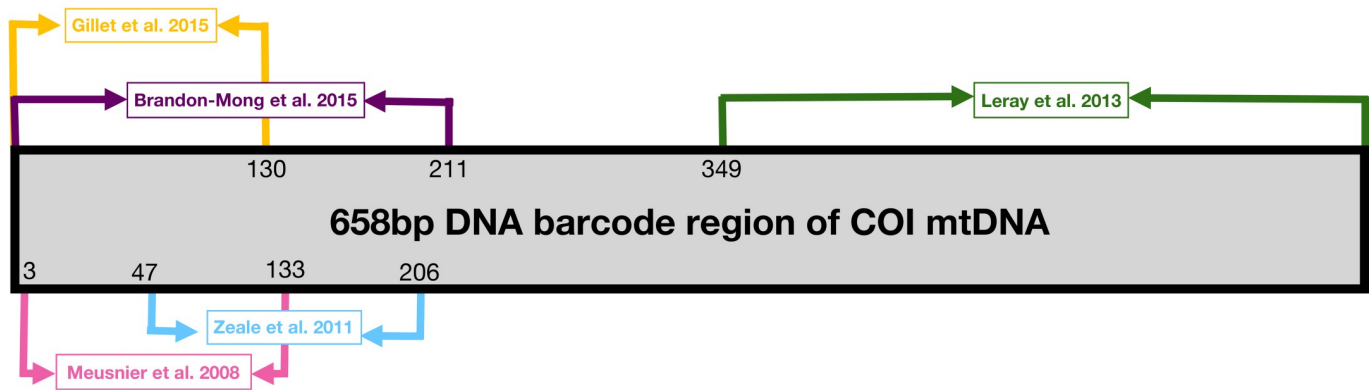 Gillet et al. 2015
Brandon-Mong et al. 2015
Leray et al. 2013
130
211
349
658bp DNA barcode region of COI mtDNA
3
47
133
206
Zeale et al. 2011
Meusnier et al. 2008